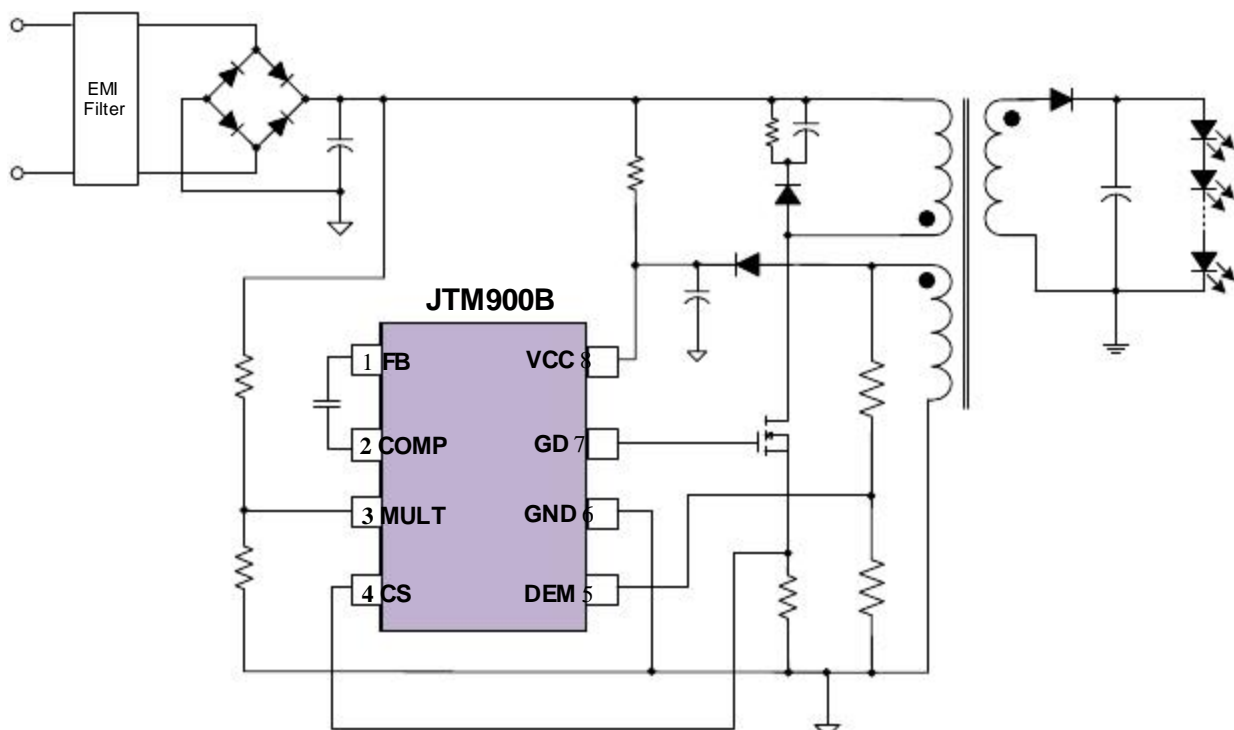 EMI
Filter
JTM900B
1 FB
VCC 8
2 COMP
GD 7
3 MULT
GND 6
4 CS
DEM 5